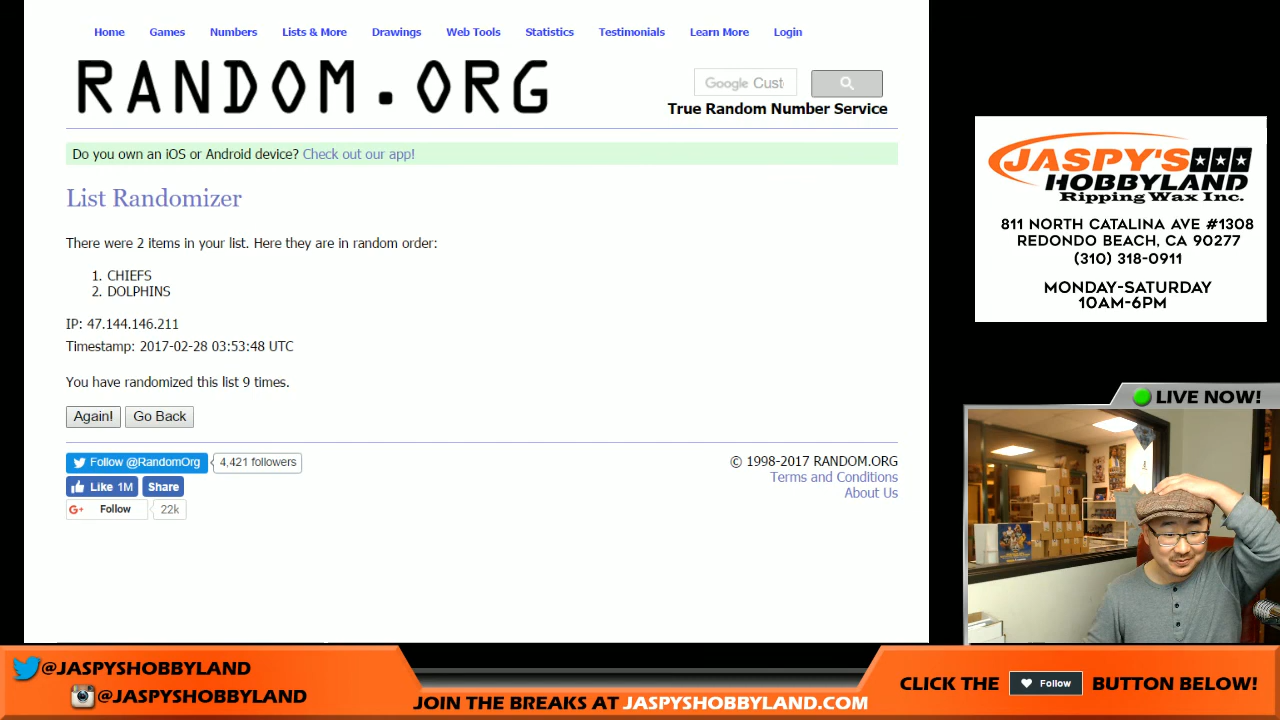 Home Games Numbers Lists & More Drawings Web Tools Statistics Testimonials Learn More Login
RANDOM.ORG
Google Cust
True Random Number Service
Do you own an iOS or Android device? Check out our app!
List Randomizer
There were 2 items in your list. Here they are in random order:
1. CHIEFS
2. DOLPHINS
IP: 47.144.146.211
Timestamp: 2017-02-28 03:53:48 UTC
You have randomized this list 9 times.
Again! Go Back
Follow @RandomOrg 4,421 followers
Like 1M Share
G+ Follow 22k
© 1998-2017 RANDOM.ORG
Terms and Conditions
About Us
JASPY'S
HOBBYLAND
Ripping Wax Inc.
811 NORTH CATALINA AVE #1308
REDONDO BEACH, CA 90277
(310) 318-0911
MONDAY-SATURDAY
10AM-6PM
LIVE NOW!
@JASPYSHOBBYLAND
@JASPYSHOBBYLAND
JOIN THE BREAKS AT JASPYSHOBBYLAND.COM
CLICK THE Follow BUTTON BELOW!